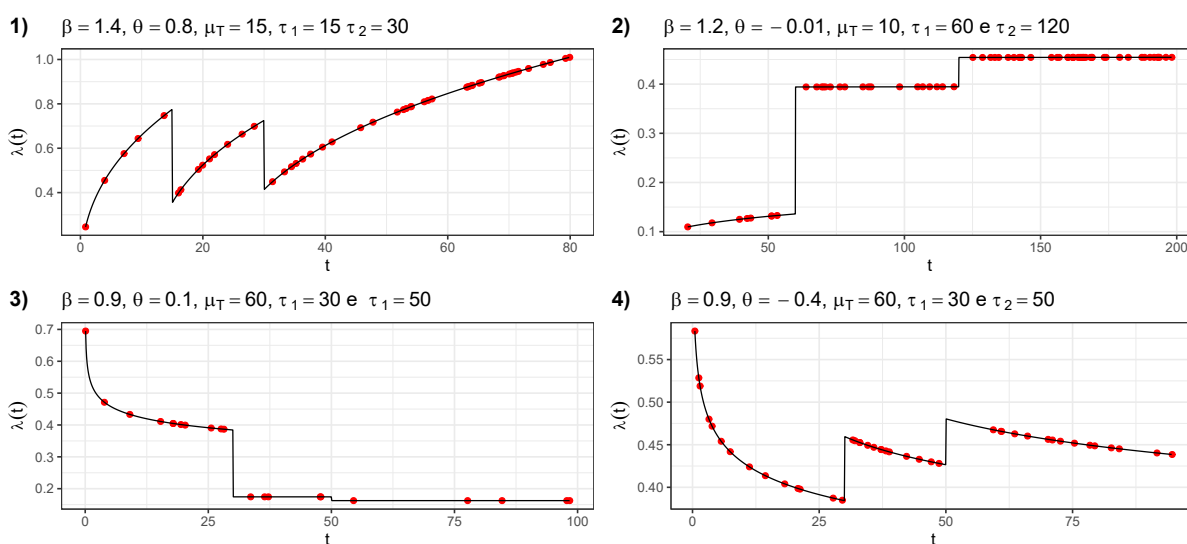 1) β = 1.4, θ = 0.8, μT = 15, τ1 = 15 τ2 = 30
1.0
0.8
0.6
0.4
λ(t)
0 20 40 60 80
t
2) β = 1.2, θ = − 0.01, μT = 10, τ1 = 60 e τ2 = 120
0.4
0.3
0.2
0.1
λ(t)
50 100 150 200
t
3) β = 0.9, θ = 0.1, μT = 60, τ1 = 30 e τ1 = 50
0.7
0.6
0.5
0.4
0.3
0.2
λ(t)
0 25 50 75 100
t
4) β = 0.9, θ = − 0.4, μT = 60, τ1 = 30 e τ2 = 50
0.55
0.50
0.45
0.40
λ(t)
0 25 50 75
t